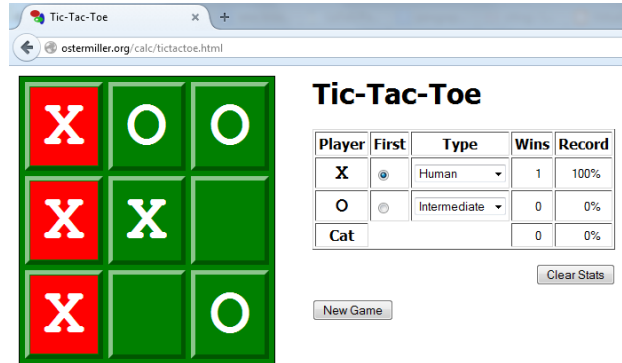 Tic-Tac-Toe
ostermiller.org/calc/tictactoe.html
X O O
X X
X O
Tic-Tac-Toe
Player First Type Wins Record
X Human 1 100%
O Intermediate 0 0%
Cat 0 0%
Clear Stats
New Game